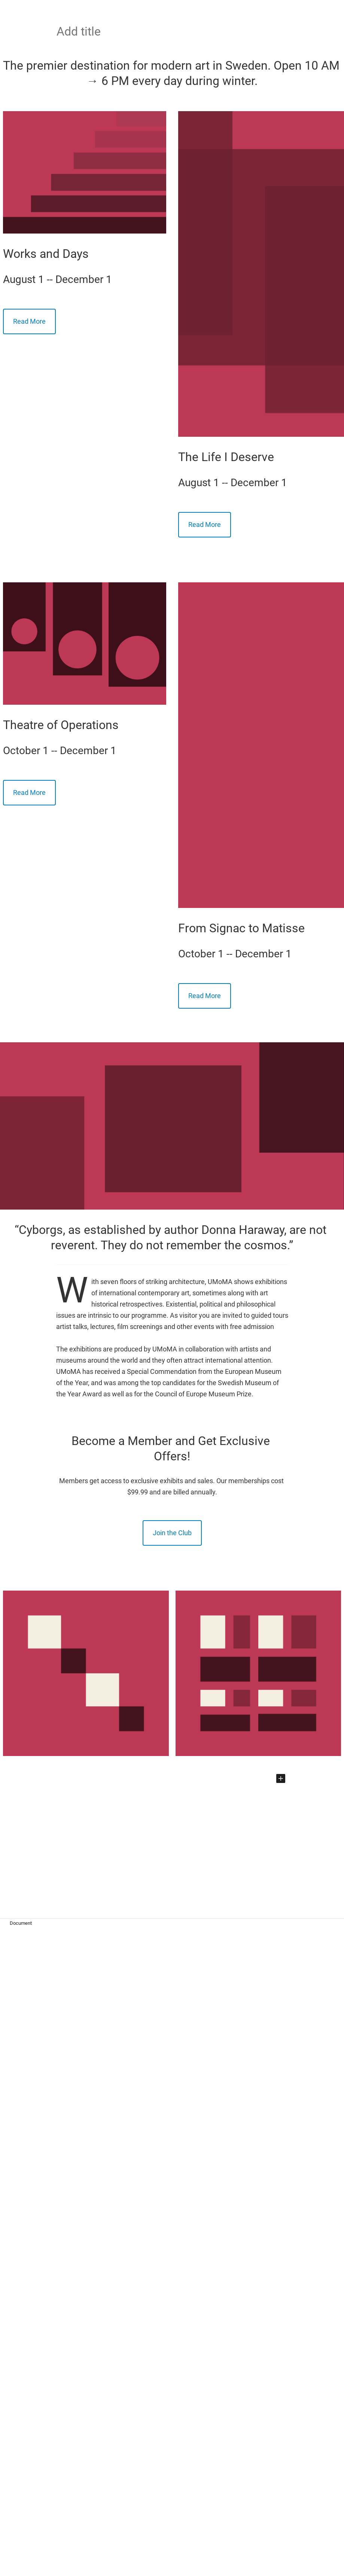 Add title
The premier destination for modern art in Sweden. Open 10 AM
→ 6 PM every day during winter.
Works and Days
August 1 -- December 1
Read More
The Life I Deserve
August 1 -- December 1
Read More
Theatre of Operations
October 1 -- December 1
Read More
From Signac to Matisse
October 1 -- December 1
Read More
“Cyborgs, as established by author Donna Haraway, are not
reverent. They do not remember the cosmos.”
With seven floors of striking architecture, UMoMA shows exhibitions
of international contemporary art, sometimes along with art
historical retrospectives. Existential, political and philosophical
issues are intrinsic to our programme. As visitor you are invited to guided tours
artist talks, lectures, film screenings and other events with free admission
The exhibitions are produced by UMoMA in collaboration with artists and
museums around the world and they often attract international attention.
UMoMA has received a Special Commendation from the European Museum
of the Year, and was among the top candidates for the Swedish Museum of
the Year Award as well as for the Council of Europe Museum Prize.
Become a Member and Get Exclusive
Offers!
Members get access to exclusive exhibits and sales. Our memberships cost
$99.99 and are billed annually.
Join the Club
Document